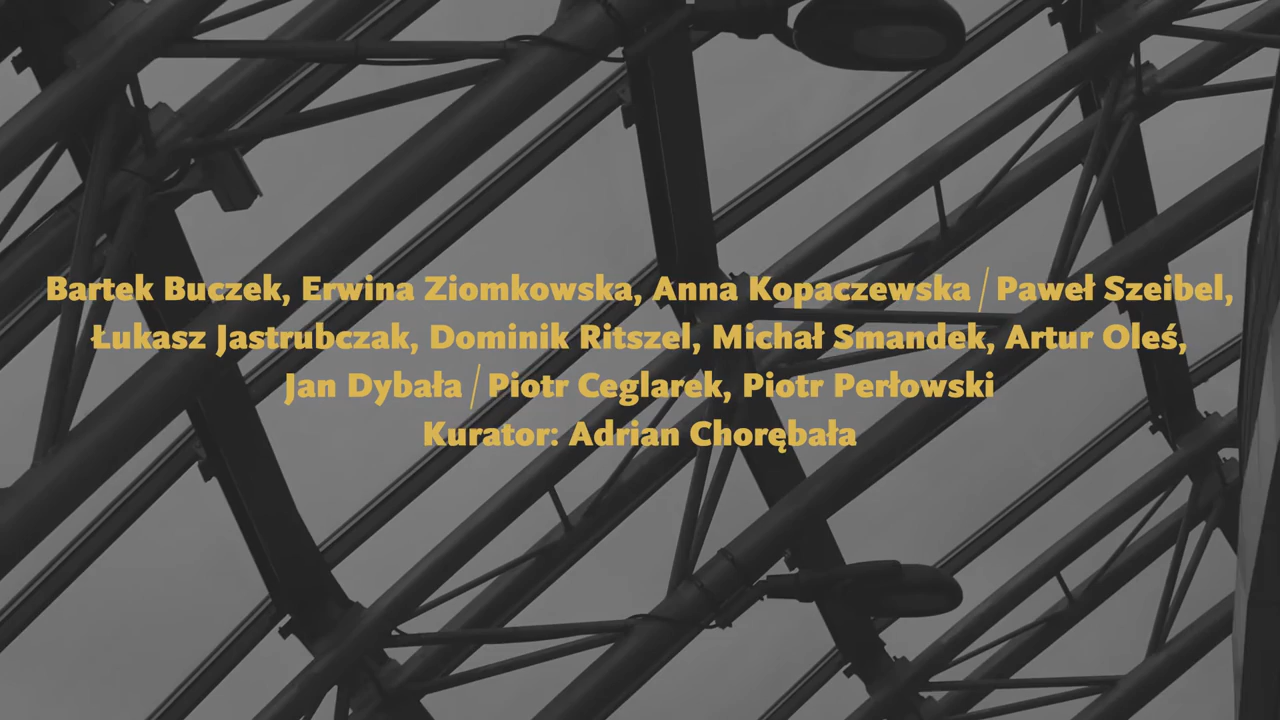 Bartek Buczek, Erwina Ziomkowska, Anna Kopaczewska / Paweł Szeibel,
Łukasz Jastrubczak, Dominik Ritszel, Michał Smandek, Artur Oleś,
Jan Dybała / Piotr Ceglarek, Piotr Perłowski
Kurator: Adrian Chorębała